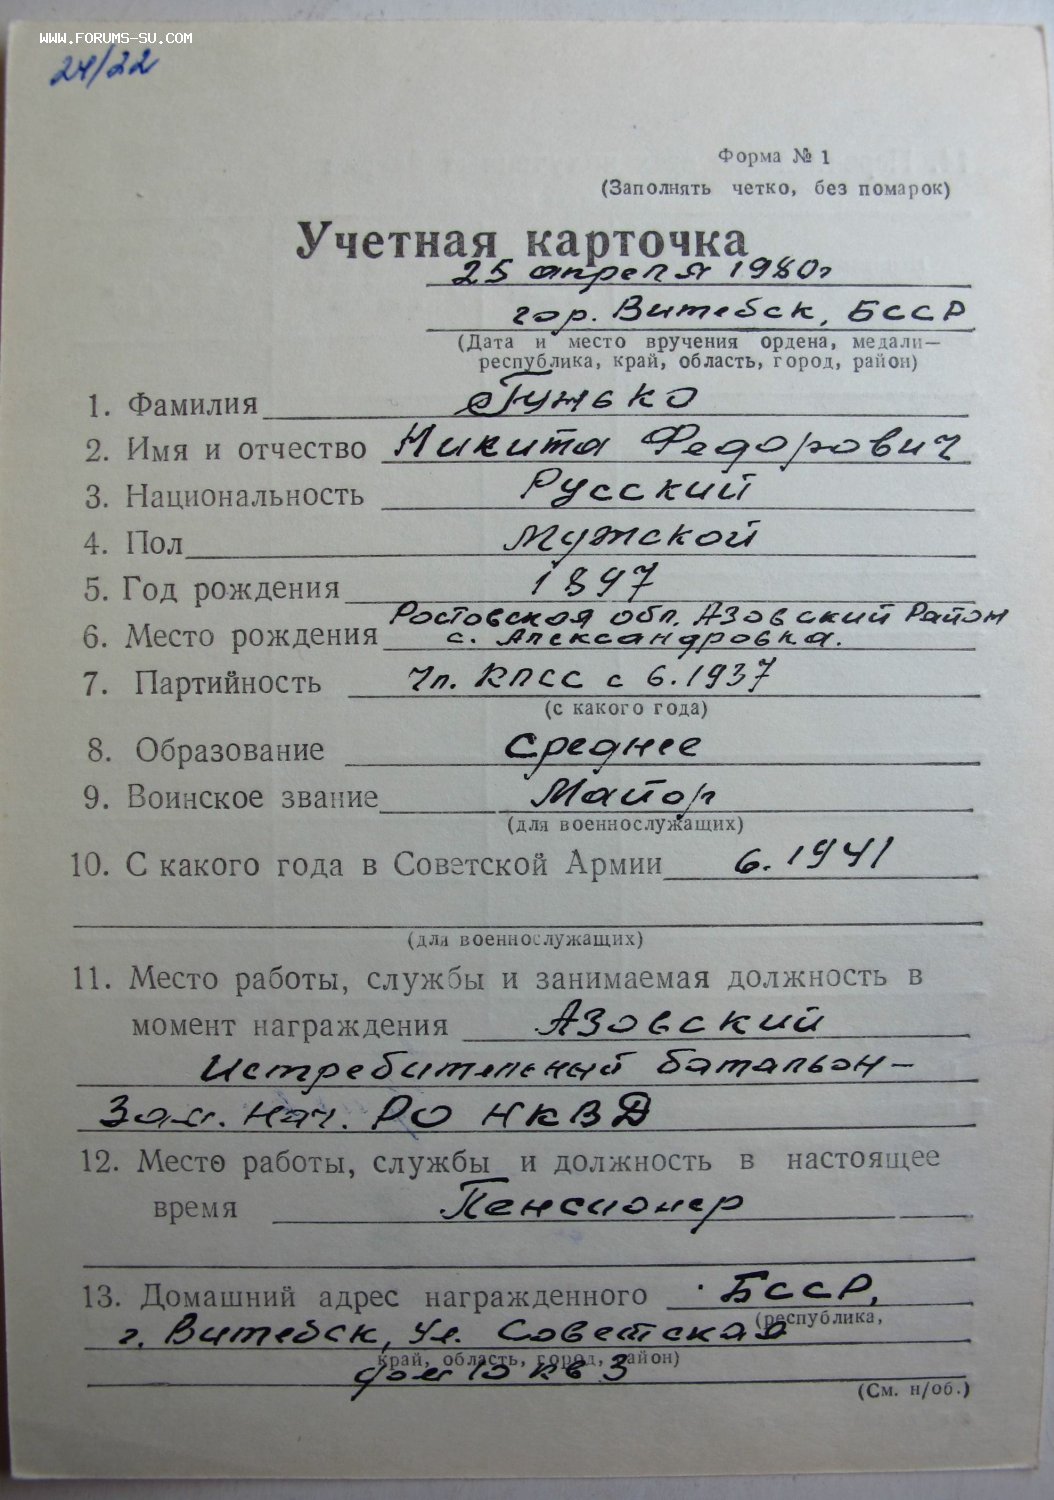 WWW.FORUMS-SU.COM
24/22
Форма № 1
(Заполнять четко, без помарок)
Учетная карточка
25 апреля 1980г
гор. Витебск, БССР
(Дата и место вручения ордена, медали—
республика, край, область, город, район)
1. Фамилия Гунько
2. Имя и отчество Никита Федорович
3. Национальность Русский
4. Пол Мужской
5. Год рождения 1897
6. Место рождения Ростовская обл. Азовский Район
с. Александровка.
7. Партийность Чл. КПСС с 6.1937
(с какого года)
8. Образование Среднее
9. Воинское звание Майор
(для военнослужащих)
10. С какого года в Советской Армии 6.1941
(для военнослужащих)
11. Место работы, службы и занимаемая должность в
момент награждения Азовский
Истребительный батальон—
Зам. нач. РО НКВД
12. Место работы, службы и должность в настоящее
время Пенсионер
13. Домашний адрес награжденного БССР,
(республика,
г. Витебск, ул. Советская
край, область, город, район)
дом 10 кв 3
(См. н/об.)